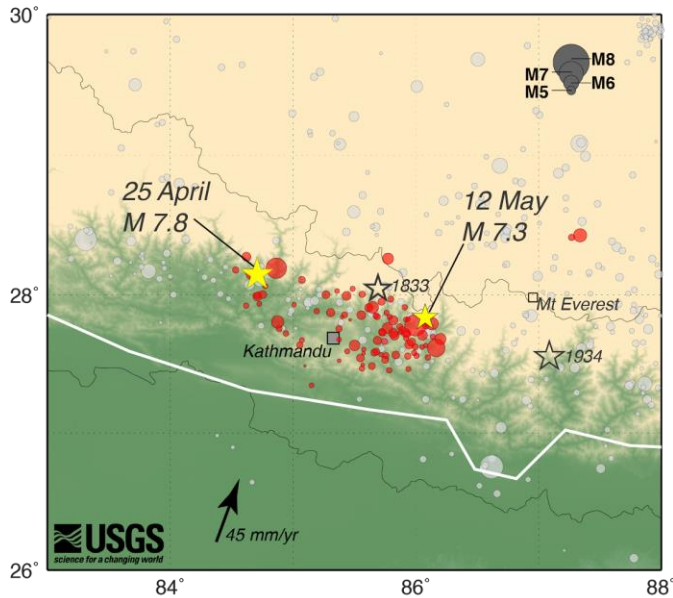 30˚
M8
M7
M6
M5
25 April
M 7.8
12 May
M 7.3
28˚
1833
Mt Everest
Kathmandu
1934
45 mm/yr
USGS
science for a changing world
26˚
84˚
86˚
88˚